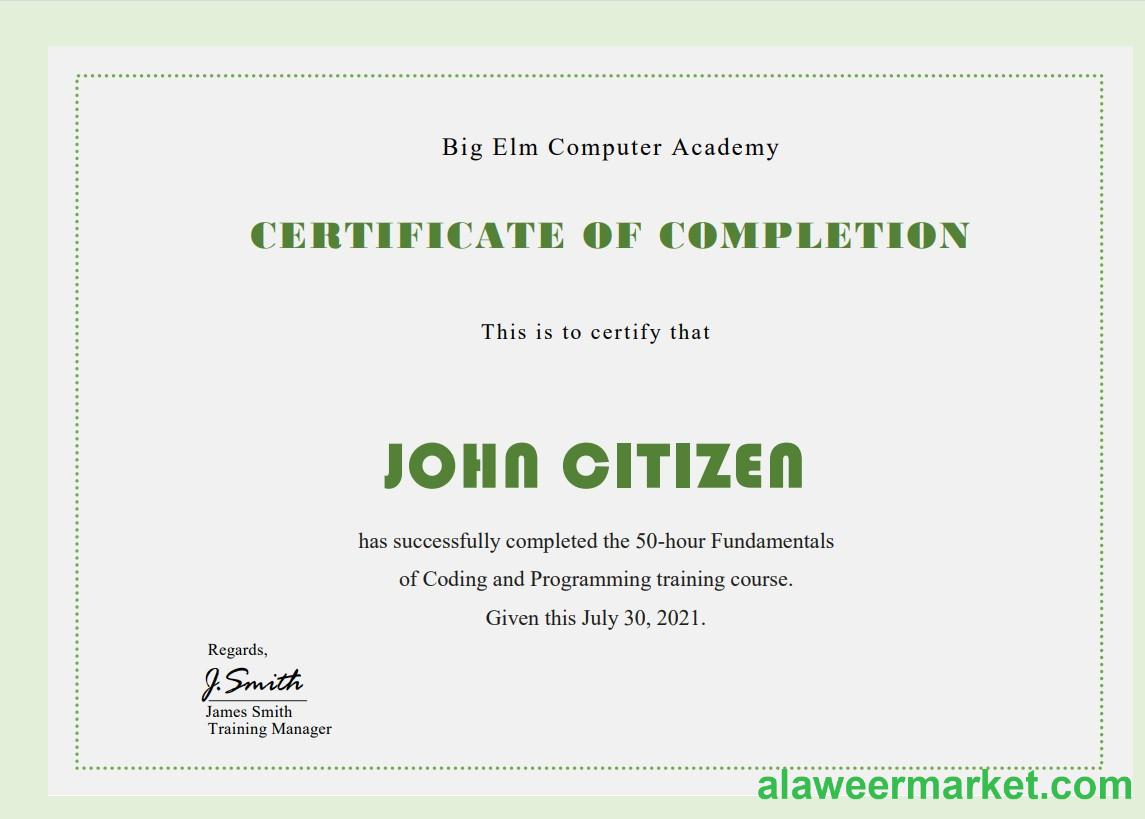 Big Elm Computer Academy
CERTIFICATE OF COMPLETION
This is to certify that
JOHN CITIZEN
has successfully completed the 50-hour Fundamentals
of Coding and Programming training course.
Given this July 30, 2021.
Regards,
J.Smith
James Smith
Training Manager
alaweermarket.com